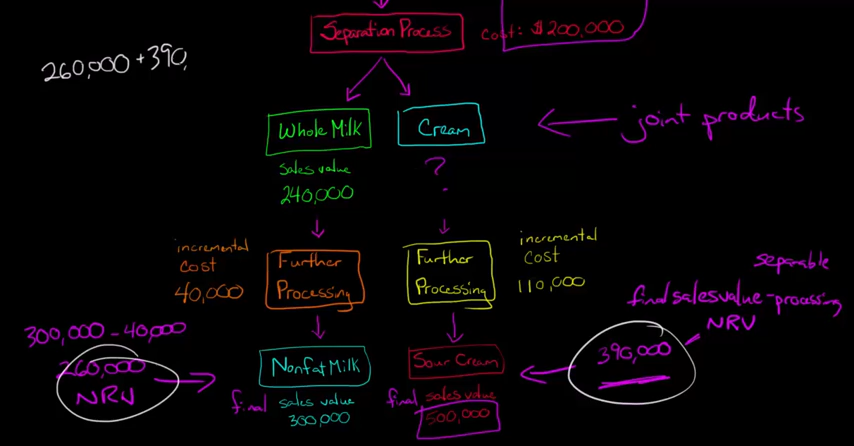 Separation Process
cost: $200,000
260,000 + 390,
Whole Milk
Cream
joint products
sales value
240,000
?
incremental
cost
40,000
Further
Processing
Further
Processing
incremental
cost
110,000
separable
final sales value - processing
NRV
300,000 - 40,000
260,000
NRV
390,000
Nonfat Milk
Sour Cream
final sales value
300,000
final sales value
500,000